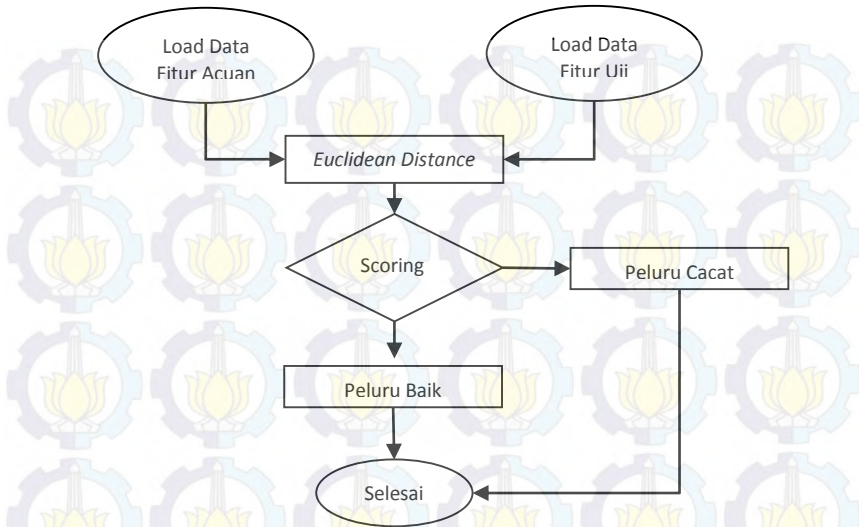 Load Data
Fitur Acuan
Load Data
Fitur Uji
Euclidean Distance
Scoring
Peluru Cacat
Peluru Baik
Selesai